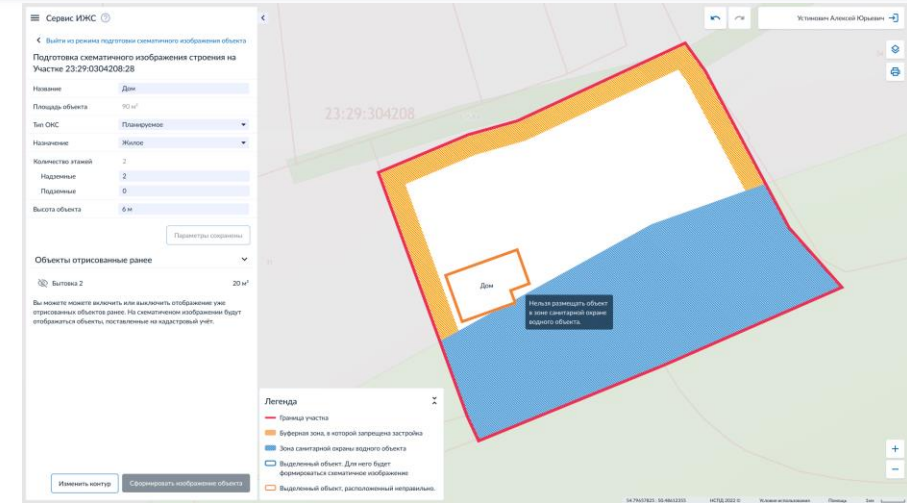 Сервис ИЖС
Выйти из режима подготовки схематичного изображения объекта
Подготовка схематичного изображения строения на
Участке 23:29:0304208:28
Название Дом
Площадь объекта 90 м²
Тип ОКС Планируемое
Назначение Жилое
Количество этажей 2
Надземные 2
Подземные 0
Высота объекта 6 м
Параметры сохранены
Объекты отрисованные ранее
Бытовка 2 20 м²
Вы можете можете включить или выключить отображение уже
отрисованных объектов ранее. На схематичном изображении будут
отображаться объекты, поставленные на кадастровый учёт.
Изменить контур
Сформировать изображение объекта
Устинович Алексей Юрьевич
23:29:304208
Дом
Нельзя размещать объект
в зоне санитарной охране
водного объекта.
Легенда
Граница участка
Буферная зона, в которой запрещена застройка
Зона санитарной охраны водного объекта
Выделенный объект. Для него будет
формироваться схематичное изображение
Выделенный объект, расположенный неправильно.
НСПД, 2022 © Условия использования Помощь